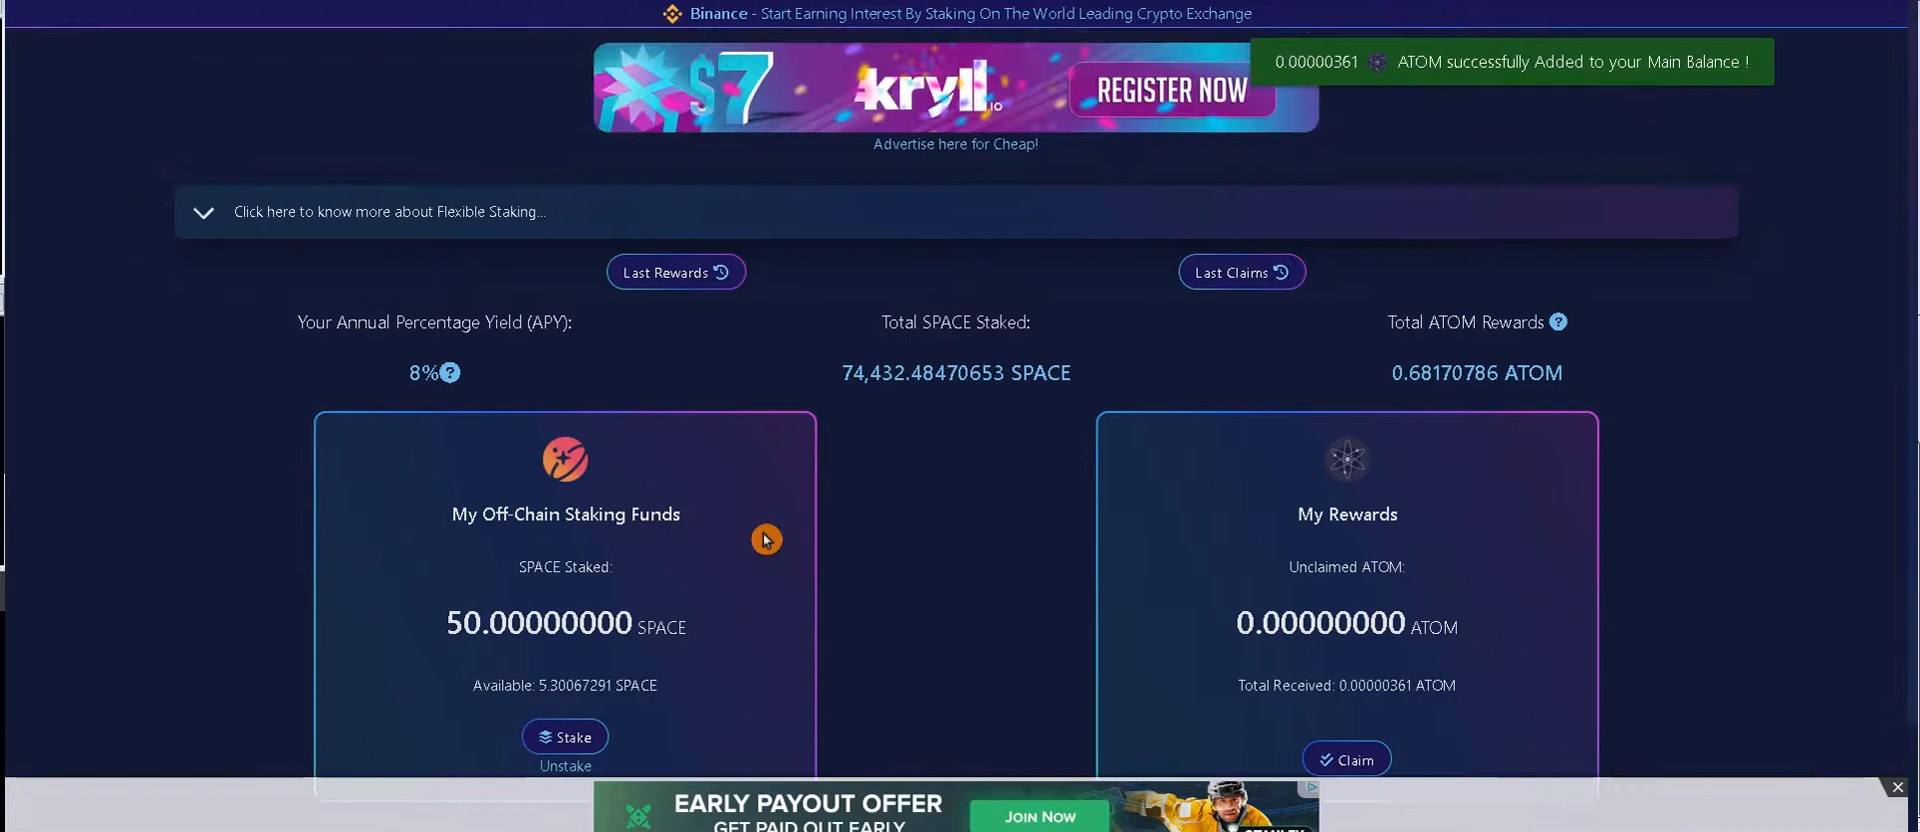 Binance - Start Earning Interest By Staking On The World Leading Crypto Exchange
$7 kryll.io REGISTER NOW
0.00000361 ATOM successfully Added to your Main Balance !
Advertise here for Cheap!
Click here to know more about Flexible Staking...
Last Rewards
Last Claims
Your Annual Percentage Yield (APY):
Total SPACE Staked:
Total ATOM Rewards ?
8% ?
74,432.48470653 SPACE
0.68170786 ATOM
My Off-Chain Staking Funds
SPACE Staked:
50.00000000 SPACE
Available: 5.30067291 SPACE
Stake
Unstake
My Rewards
Unclaimed ATOM:
0.00000000 ATOM
Total Received: 0.00000361 ATOM
Claim
EARLY PAYOUT OFFER
GET PAID OUT EARLY
JOIN NOW
STANLEY